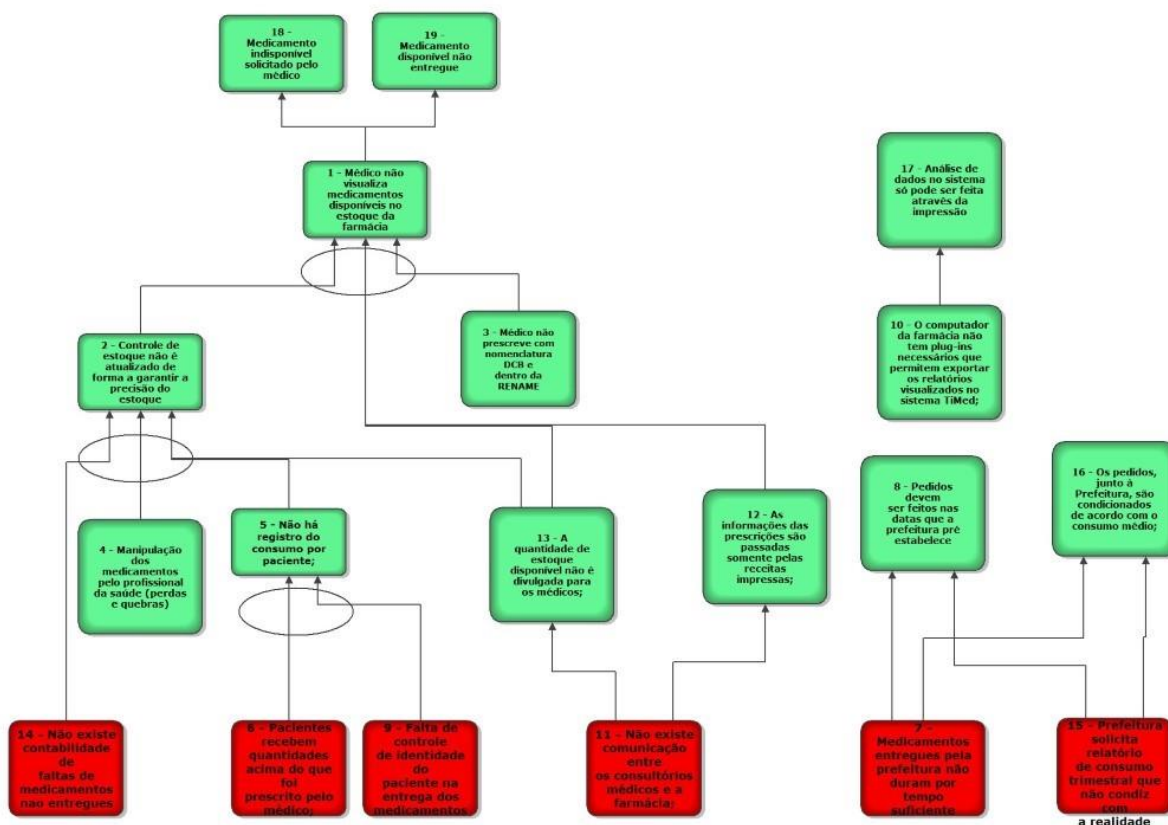 18 -
Medicamento
indisponível
solicitado pelo
médico
19 -
Medicamento
disponível não
entregue
1 - Médico não
visualiza
medicamentos
disponíveis no
estoque da
farmácia
17 - Análise de
dados no sistema
só pode ser feita
através da
impressão
2 - Controle de
estoque não é
atualizado de
forma a garantir a
precisão do
estoque
3 - Médico não
prescreve com
nomenclatura
DCB e
dentro da
RENAME
10 - O computador
da farmácia não
tem plug-ins
necessários que
permitem exportar
os relatórios
visualizados no
sistema TiMed;
4 - Manipulação
dos
medicamentos
pelo profissional
da saúde (perdas
e quebras)
5 - Não há
registro do
consumo por
paciente;
13 - A
quantidade de
estoque
disponível não é
divulgada para
os médicos;
12 - As
informações das
prescrições são
passadas
somente pelas
receitas
impressas;
8 - Pedidos
devem
ser feitos nas
datas que a
prefeitura pré
estabelece
16 - Os pedidos,
junto à
Prefeitura, são
condicionados
de acordo com o
consumo médio;
14 - Não existe
contabilidade
de
faltas de
medicamentos
nao entregues
6 - Pacientes
recebem
quantidades
acima do que
foi
prescrito pelo
médico;
9 - Falta de
controle
de identidade
do
paciente na
entrega dos
medicamentos
11 - Não existe
comunicação
entre
os consultórios
médicos e a
farmácia;
7 -
Medicamentos
entregues pela
prefeitura não
duram por
tempo
suficiente
15 - Prefeitura
solicita
relatório
de consumo
trimestral que
não condiz
com
a realidade